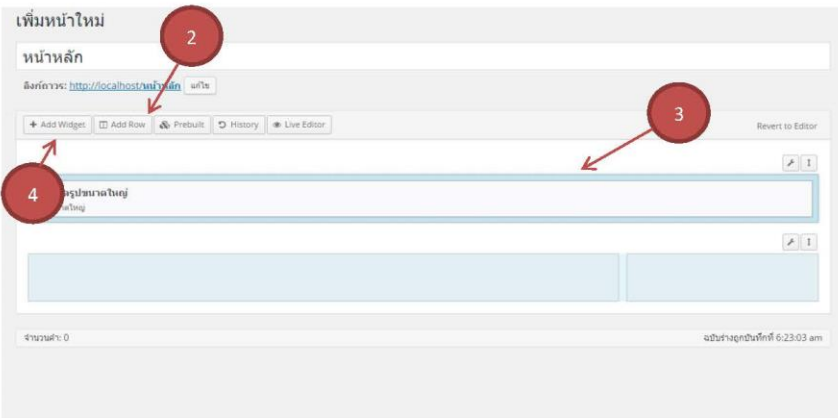 เพิ่มหน้าใหม่
2
หน้าหลัก
ลิงก์ถาวร: http://localhost/หน้าหลัก แก้ไข
3
Add Widget Add Row Prebuilt History Live Editor Revert to Editor
4
รูปขนาดใหญ่
จำนวนคำ: 0 ฉบับร่างถูกบันทึกที่ 6:23:03 am